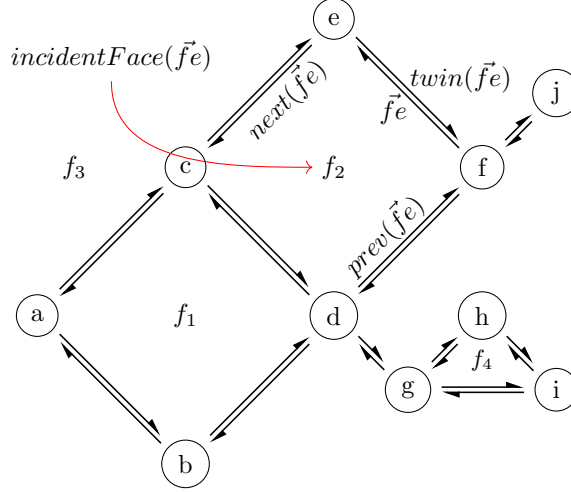 e
incidentFace(f⃗e)
next(f⃗e)
twin(f⃗e)
f⃗e
j
f₃
c
f₂
f
prev(f⃗e)
a
f₁
d
h
f₄
g
i
b